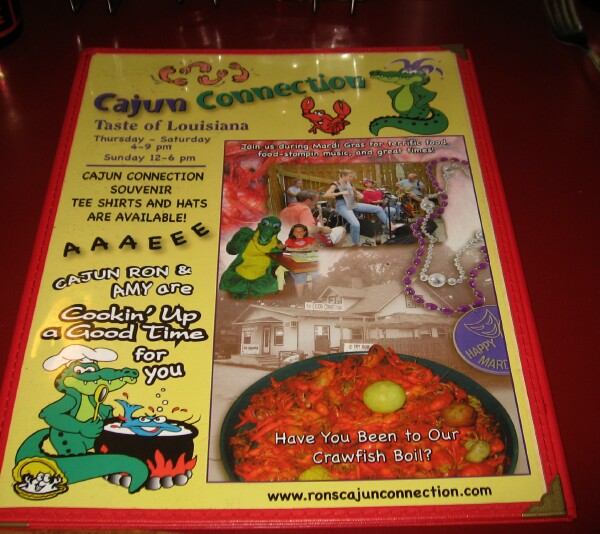 Cajun Connection
Taste of Louisiana
Thursday - Saturday
4-9 pm
Sunday 12-6 pm
CAJUN CONNECTION
SOUVENIR
TEE SHIRTS AND HATS
ARE AVAILABLE!
AAAEEE
CAJUN RON &
AMY are
Cookin' Up
a Good Time
for
you
Join us during Mardi Gras for terrific food,
food-stompin music, and great times!
HAPPY
MARDI
Have You Been to Our
Crawfish Boil?
www.ronscajunconnection.com